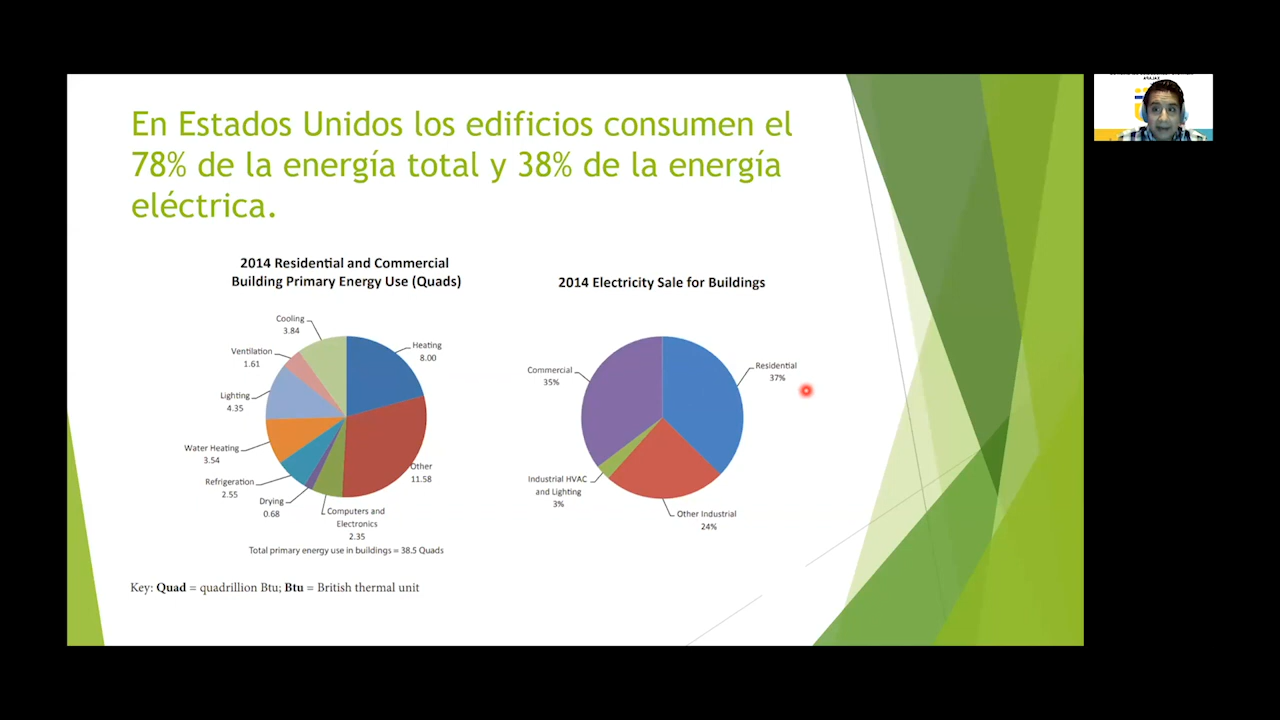 En Estados Unidos los edificios consumen el
78% de la energía total y 38% de la energía
eléctrica.
2014 Residential and Commercial
Building Primary Energy Use (Quads)
Cooling
3.84
Ventilation
1.61
Lighting
4.35
Water Heating
3.54
Refrigeration
2.55
Drying
0.68
Computers and
Electronics
2.35
Other
11.58
Heating
8.00
Total primary energy use in buildings = 38.5 Quads
2014 Electricity Sale for Buildings
Commercial
35%
Residential
37%
Industrial HVAC
and Lighting
3%
Other Industrial
24%
Key: Quad = quadrillion Btu; Btu = British thermal unit